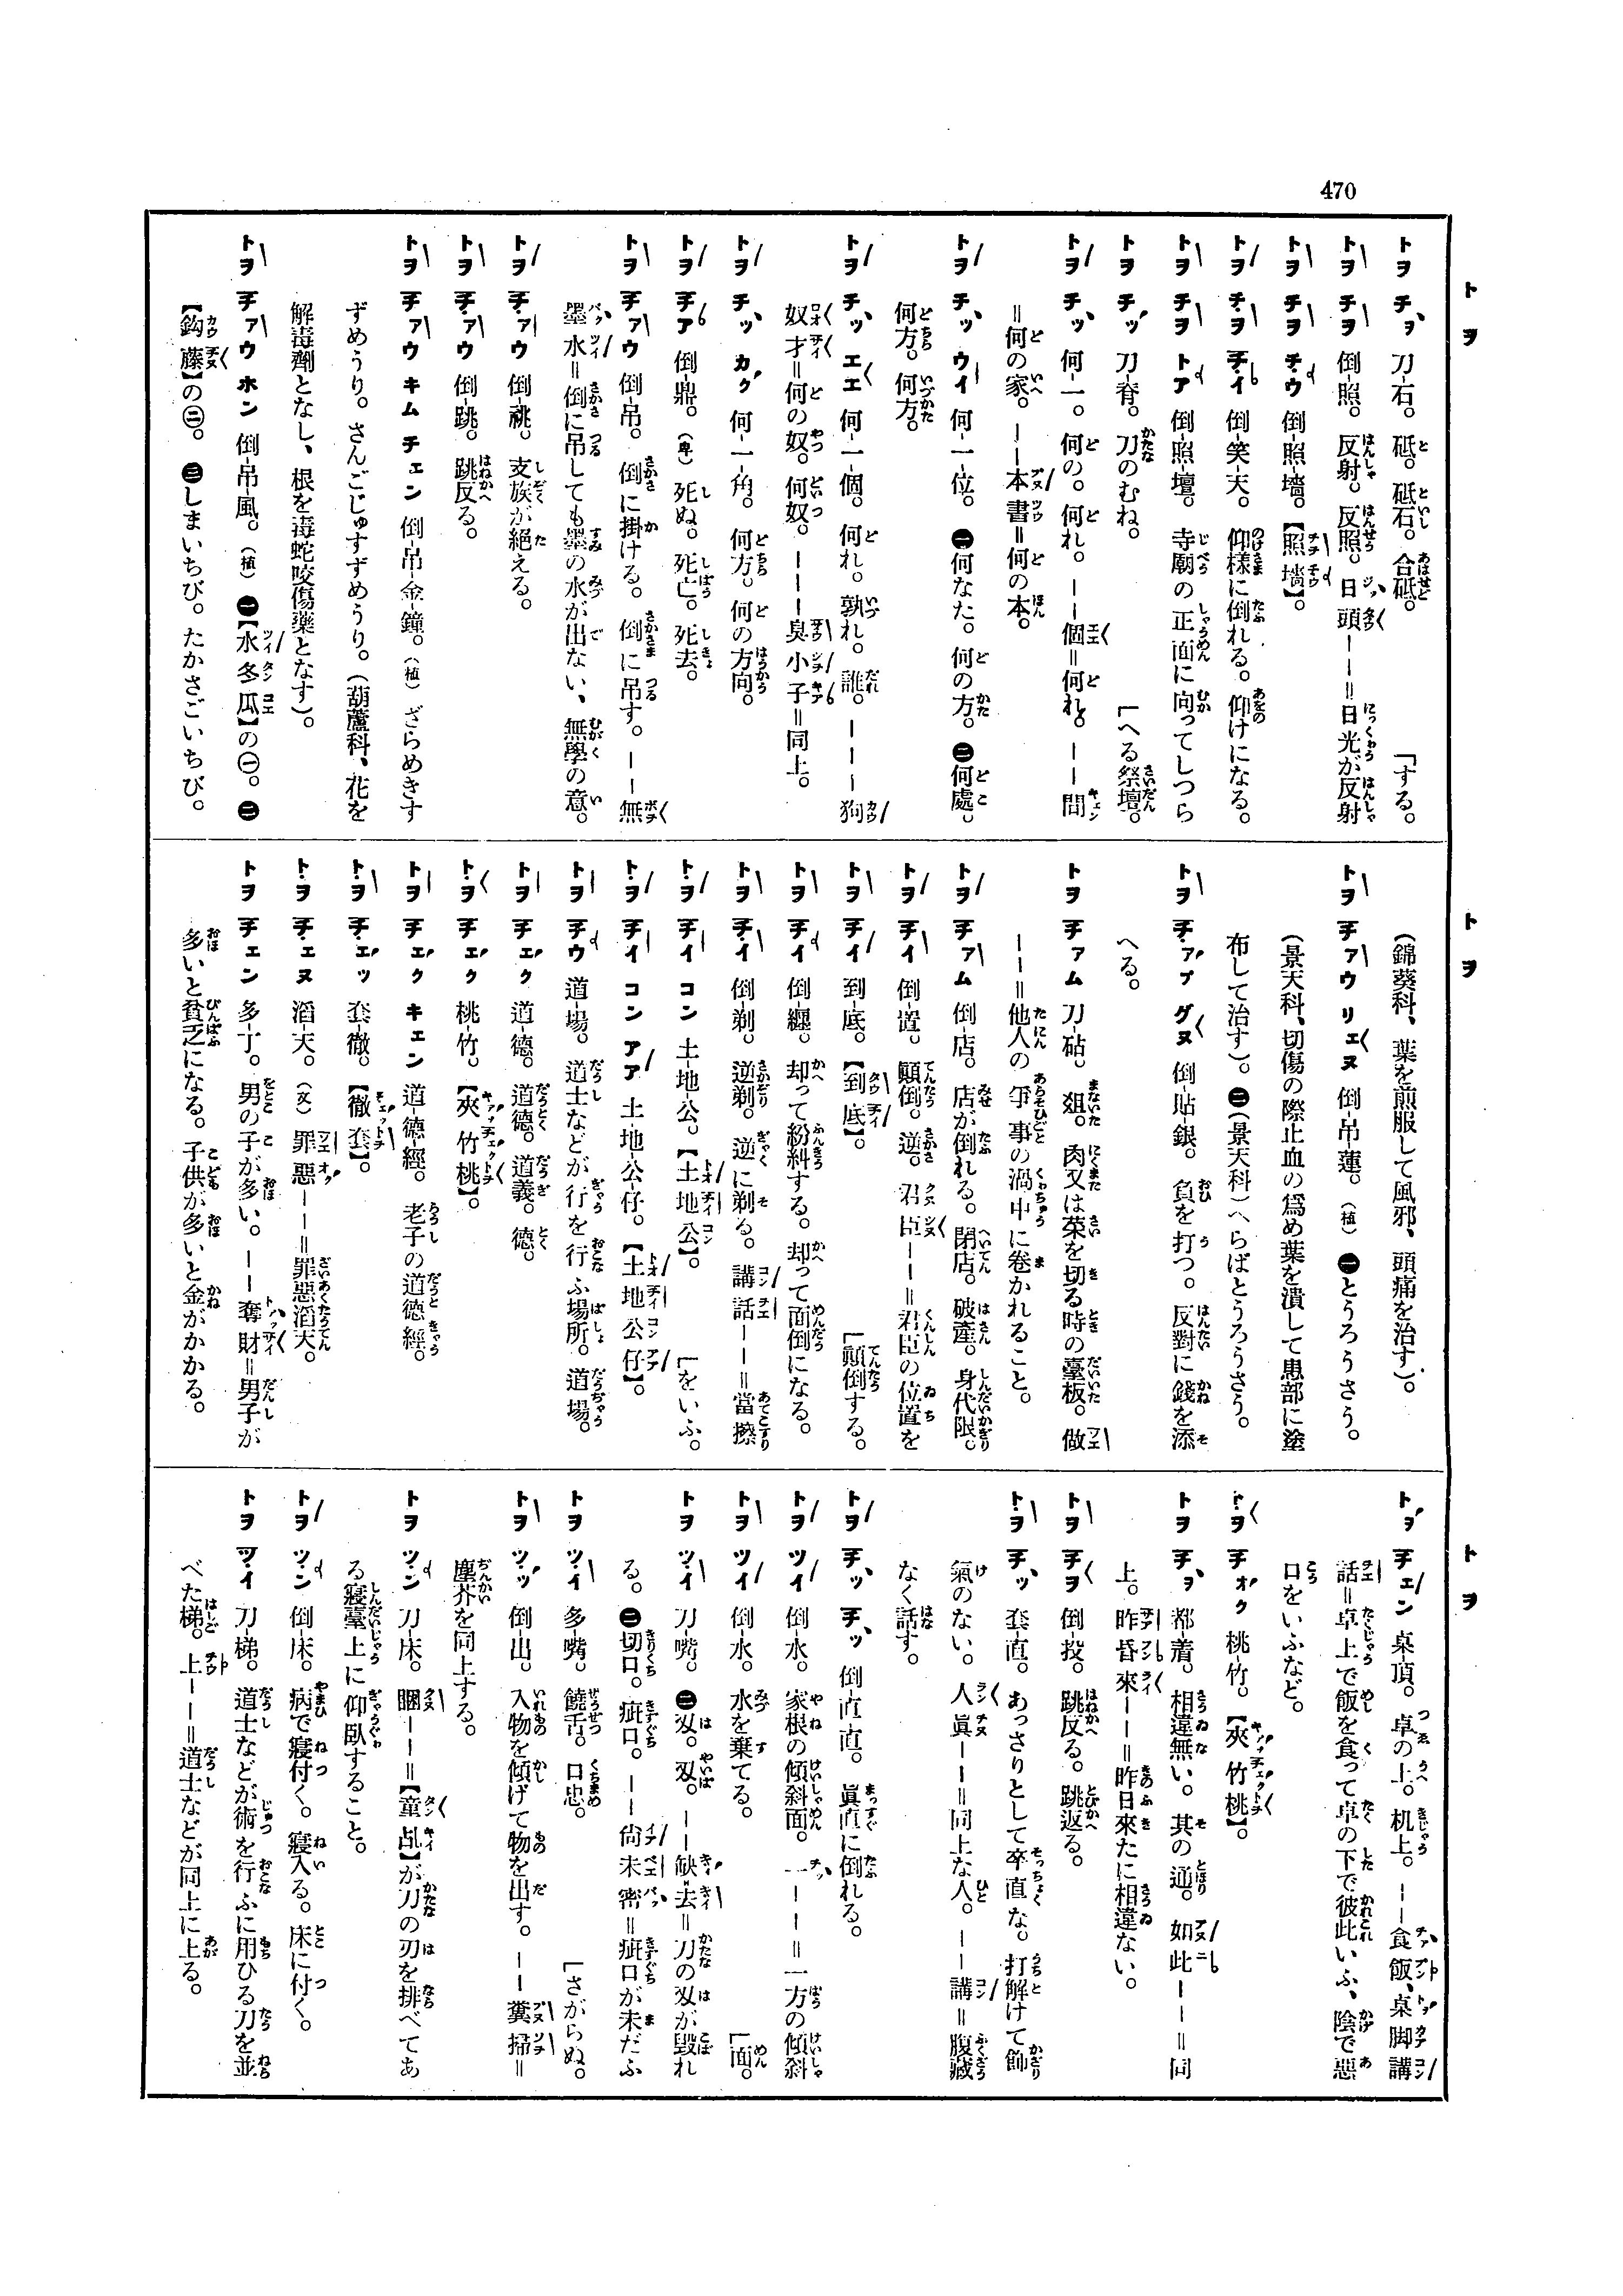 470
トヲ
トヲ チヨ 刀-石。砥。砥石。合砥。
トヲ チヲ 倒-照。反射。反照。日頭——＝日光が反射「する。
トヲ チウ 倒-照-墻。【照墻】。
トヲ チイ 倒-笑-天。仰樣に倒れる。仰けになる。
トヲ チヲ トア 倒-照-壇。寺廟の正面に向ってしつら
トヲ チッ 刀-脊。刀のむね。「へる祭壇。
トヲ チッ 何-一。何の。何れ。——個＝何れ。——間
＝何の家。——本書＝何の本。
トヲ チッ ウイ 何-一-位。㊀何なた。何の方。㊁何處。
何方。何方。
トヲ チッ エエ 何-一-個。何れ。孰れ。誰。———狗
奴才＝何の奴。何奴。———臭小子＝同上。
トヲ チッ カク 何-一-角。何方。何の方向。
トヲ チア 倒-鼎。（卑）死ぬ。死亡。死去。
トヲ チァウ 倒-吊。倒に掛ける。倒に吊す。——無
墨水＝倒に吊しても墨の水が出ない、無學の意。
トヲ チァウ 倒-祧。支族が絕える。
トヲ チァウ 倒-跳。跳反る。
トヲ チァウ キム チェン 倒-吊-金-鐘。（植）ざらめきす
ずめうり。さんごじゅすずめうり。（葫蘆科、花を
解毒劑となし、根を毒蛇咬傷藥となす）。
トヲ チァウ ホン 倒-吊-風。（植）㊀【水冬瓜】の㊀。㊁
【鈎藤】の㊁。㊂しまいちび。たかさごいちび。
トヲ
（錦葵科、葉を煎服して風邪、頭痛を治す）。
トヲ チァウ リェヌ 倒-吊-蓮。（植）㊀とうろうさう。
（景天科、切傷の際止血の爲め葉を潰して患部に塗
布して治す）。㊁（景天科）へらばとうろうさう。
トヲ チァプ グヌ 倒-貼-銀。負を打つ。反對に錢を添
へる。
トヲ チァム 刀-砧。爼。肉又は菜を切る時の臺板。做
——＝他人の爭事の渦中に卷かれること。
トヲ チァム 倒-店。店が倒れる。閉店。破產。身代限。
トヲ チイ 倒-置。顚倒。逆。君臣——＝君臣の位置を
トヲ チイ 到-底。【到底】。「顚倒する。
トヲ チイ 倒-纏。却って紛糾する。却って面倒になる。
トヲ チイ 倒-剃。逆剃。逆に剃る。講話——＝當擦
トヲ チイ コン 土-地-公。【土地公】。「をいふ。
トヲ チイ コン アア 土-地-公-仔。【土地公仔】。
トヲ チウ 道-場。道士などが行を行ふ場所。道場。
トヲ チェク 道-德。道德。道義。德。
トヲ チェク 桃-竹。【夾竹桃】。
トヲ チェク キェン 道-德-經。老子の道德經。
トヲ チェッ 套-徹。【徹套】。
トヲ チェヌ 滔-天。（文）罪惡——＝罪惡滔天。
トヲ チェン 多-丁。男の子が多い。——奪財＝男子が
多いと貧乏になる。子供が多いと金がかかる。
トヲ
トヲ チェン 桌-頂。卓の上。机上。——食飯、桌脚講
話＝卓上で飯を食って卓の下で彼此いふ、陰で惡
口をいふなど。
トヲ チォク 桃-竹。【夾竹桃】。
トヲ チヨ 都-着。相違無い。其の通。如此——＝同
上。昨昏來——＝昨日來たに相違ない。
トヲ チヲ 倒-投。跳反る。跳返る。
トヲ チッ 套-直。あっさりとして卒直な。打解けて飾
氣のない。人眞——＝同上な人。——講＝腹藏
なく話す。
トヲ チッ チッ 倒-直-直。眞直に倒れる。
トヲ ツイ 倒-水。家根の傾斜面。一——＝一方の傾斜
トヲ ツイ 倒-水。水を棄てる。「面。
トヲ ツイ 刀-嘴。㊁刄。刄。——缺去＝刀の刄が毀れ
る。㊁切口。疵口。——尙未密＝疵口が未だふ
トヲ ツイ 多-嘴。饒舌。口忠。「さがらぬ。
トヲ ツッ 倒-出。入物を傾げて物を出す。——糞掃＝
塵芥を同上する。
トヲ ツン 刀-床。睏——＝【童乩】が刀の刃を排べてあ
る寢臺上に仰臥すること。
トヲ ツン 倒-床。病で寢付く。寢入る。床に付く。
トヲ ツイ 刀-梯。道士などが術を行ふに用ひる刀を並
べた梯。上——＝道士などが同上に上る。